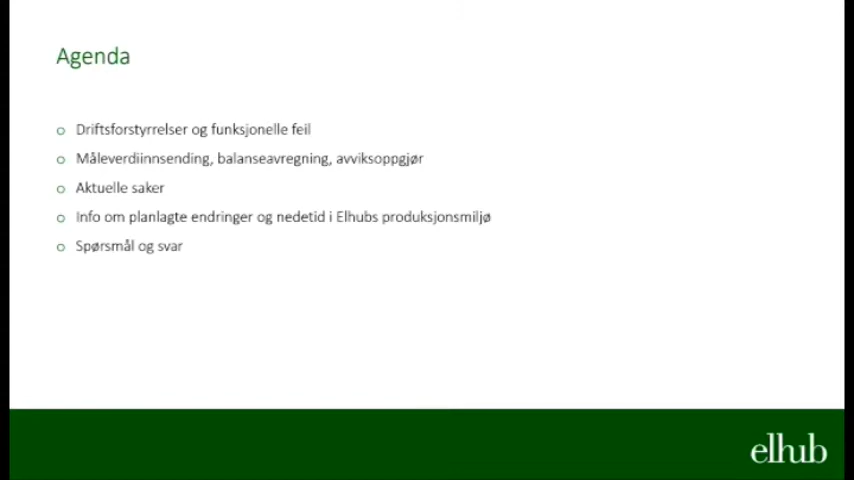 Agenda
o Driftsforstyrrelser og funksjonelle feil
o Måleverdiinnsending, balanseavregning, avviksoppgjør
o Aktuelle saker
o Info om planlagte endringer og nedetid i Elhubs produksjonsmiljø
o Spørsmål og svar
elhub